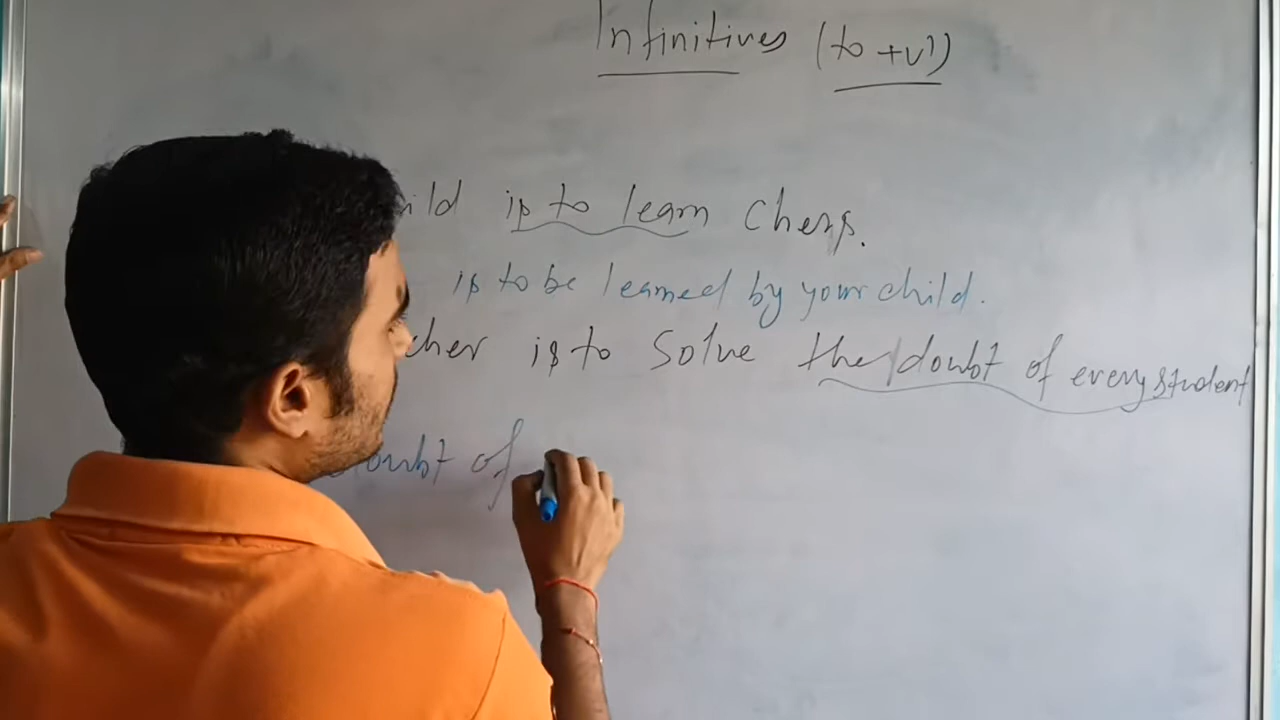 Infinitives (to +v1)
ild is to learn chess.
is to be learned by your child.
cher is to solve the doubt of every student
doubt of